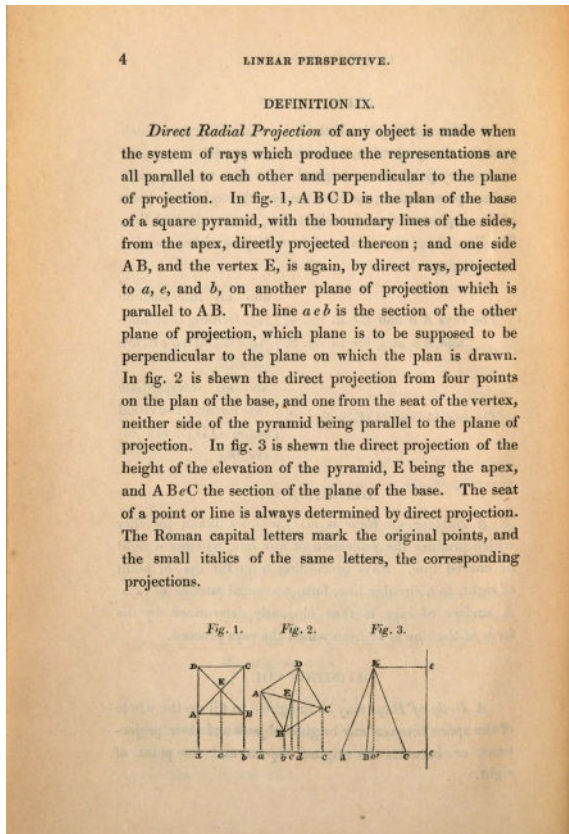 4 LINEAR PERSPECTIVE.
DEFINITION IX.
Direct Radial Projection of any object is made when
the system of rays which produce the representations are
all parallel to each other and perpendicular to the plane
of projection. In fig. 1, A B C D is the plan of the base
of a square pyramid, with the boundary lines of the sides,
from the apex, directly projected thereon; and one side
A B, and the vertex E, is again, by direct rays, projected
to a, e, and b, on another plane of projection which is
parallel to A B. The line a e b is the section of the other
plane of projection, which plane is to be supposed to be
perpendicular to the plane on which the plan is drawn.
In fig. 2 is shewn the direct projection from four points
on the plan of the base, and one from the seat of the vertex,
neither side of the pyramid being parallel to the plane of
projection. In fig. 3 is shewn the direct projection of the
height of the elevation of the pyramid, E being the apex,
and A B e C the section of the plane of the base. The seat
of a point or line is always determined by direct projection.
The Roman capital letters mark the original points, and
the small italics of the same letters, the corresponding
projections.
Fig. 1. Fig. 2. Fig. 3.
D C D E e
E A E C
A B B
a e b a b e d c A B e C e